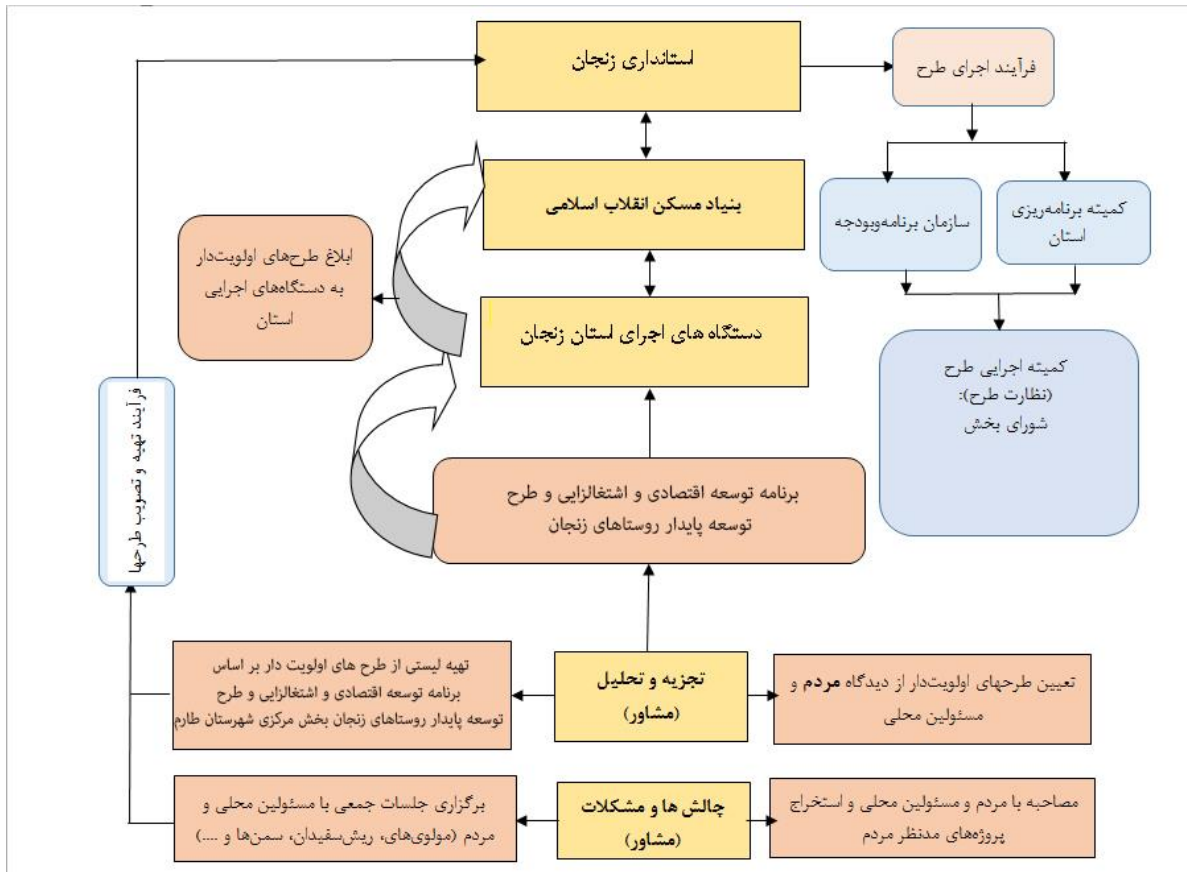 استانداری زنجان
فرآیند اجرای طرح
بنیاد مسکن انقلاب اسلامی
کمیته برنامه‌ریزی
استان
سازمان برنامه‌وبودجه
ابلاغ طرح‌های اولویت‌دار
به دستگاه‌های اجرایی
استان
دستگاه های اجرای استان زنجان
کمیته اجرایی طرح
(نظارت طرح):
شورای بخش
فرآیند تهیه و تصویب طرحها
برنامه توسعه اقتصادی و اشتغالزایی و طرح
توسعه پایدار روستاهای زنجان
تعیین طرحهای اولویت‌دار از دیدگاه مردم و
مسئولین محلی
تجزیه و تحلیل
(مشاور)
تهیه لیستی از طرح های اولویت دار بر اساس
برنامه توسعه اقتصادی و اشتغالزایی و طرح
توسعه پایدار روستاهای زنجان بخش مرکزی شهرستان طارم
مصاحبه با مردم و مسئولین محلی و استخراج
پروژه‌های مدنظر مردم
چالش ها و مشکلات
(مشاور)
برگزاری جلسات جمعی با مسئولین محلی و
مردم (مولوی‌های، ریش‌سفیدان، سمن‌ها و ....)